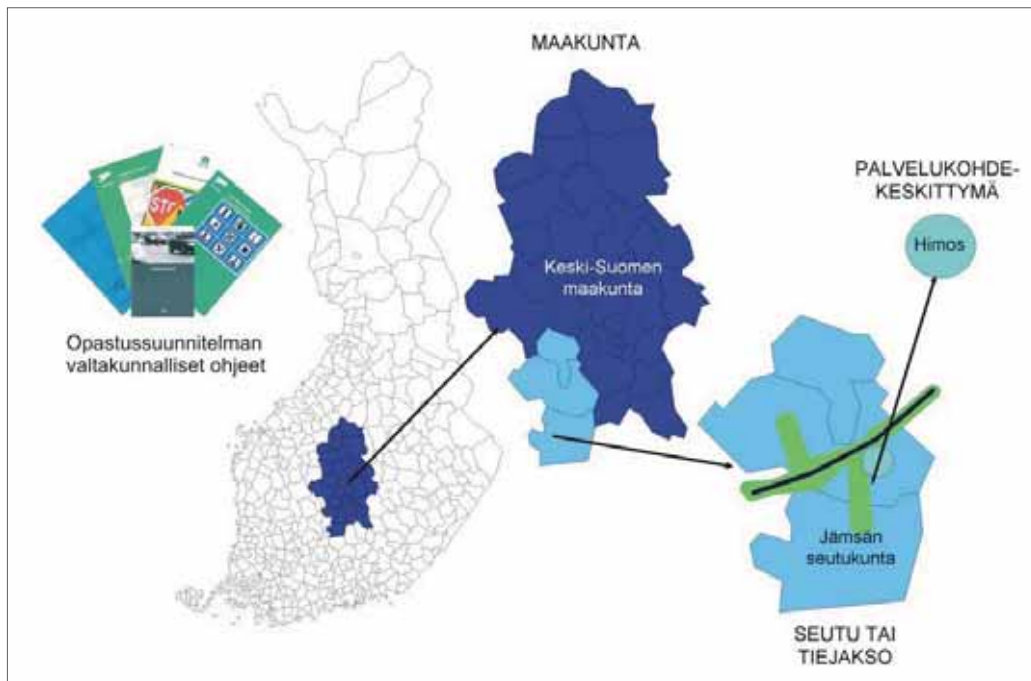 MAAKUNTA
PALVELUKOHDE-
KESKITTYMÄ
Himos
Keski-Suomen
maakunta
Opastussuunnitelman
valtakunnalliset ohjeet
Jämsän
seutukunta
SEUTU TAI
TIEJAKSO